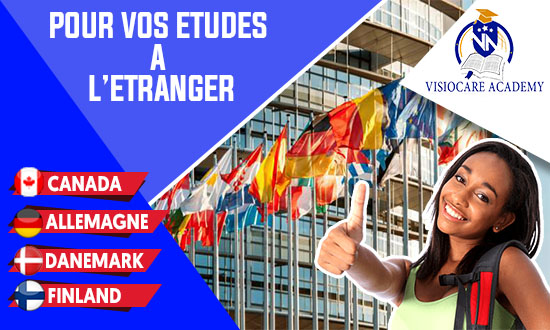 POUR VOS ETUDES
A
L'ETRANGER
VISIOCARE ACADEMY
CANADA
ALLEMAGNE
DANEMARK
FINLAND